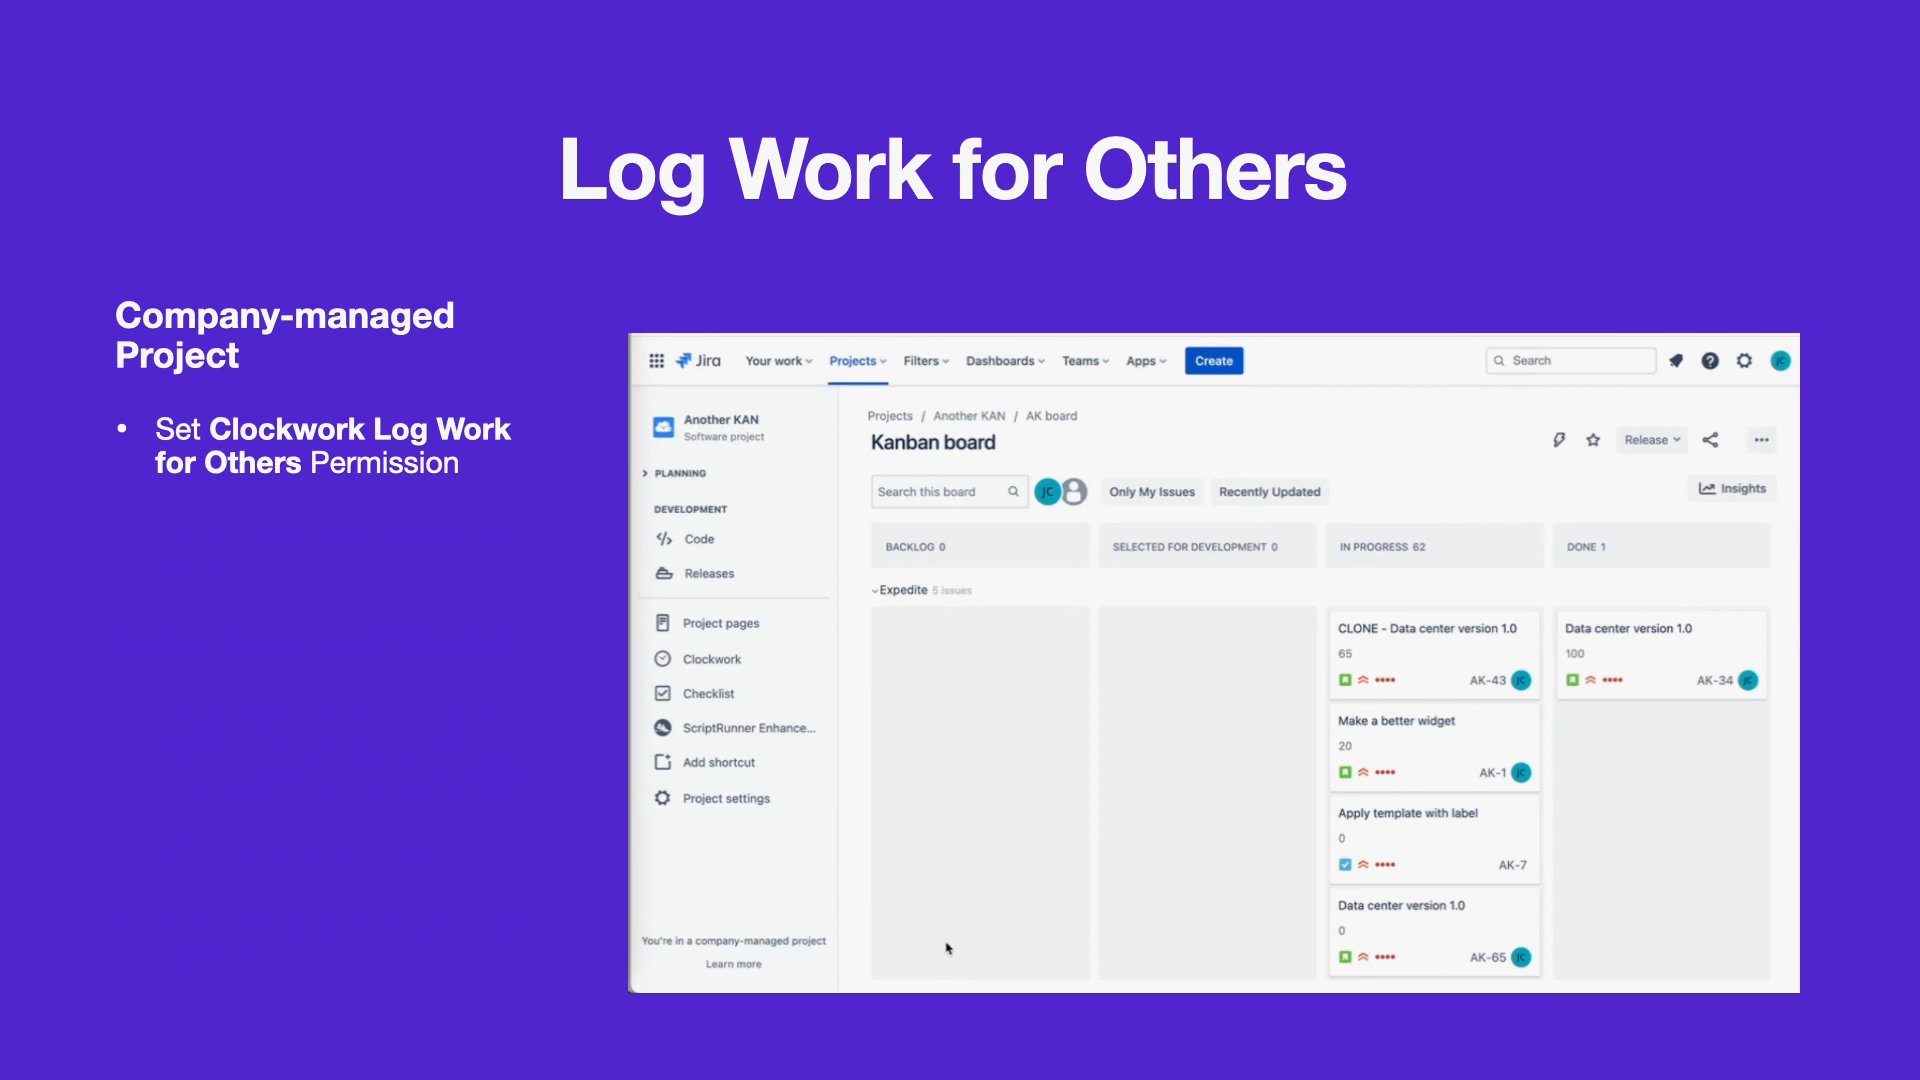 Log Work for Others
Company-managed
Project
• Set Clockwork Log Work
for Others Permission
Jira
Your work
Projects
Filters
Dashboards
Teams
Apps
Create
Search
JC
Another KAN
Software project
PLANNING
DEVELOPMENT
Code
Releases
Project pages
Clockwork
Checklist
ScriptRunner Enhance...
Add shortcut
Project settings
You're in a company-managed project
Learn more
Projects / Another KAN / AK board
Kanban board
Release
Search this board
JC
Only My Issues
Recently Updated
Insights
BACKLOG 0
SELECTED FOR DEVELOPMENT 0
IN PROGRESS 62
DONE 1
Expedite 5 issues
CLONE - Data center version 1.0
65
AK-43 JC
Make a better widget
20
AK-1 JC
Apply template with label
0
AK-7
Data center version 1.0
0
AK-65 JC
Data center version 1.0
100
AK-34 JC